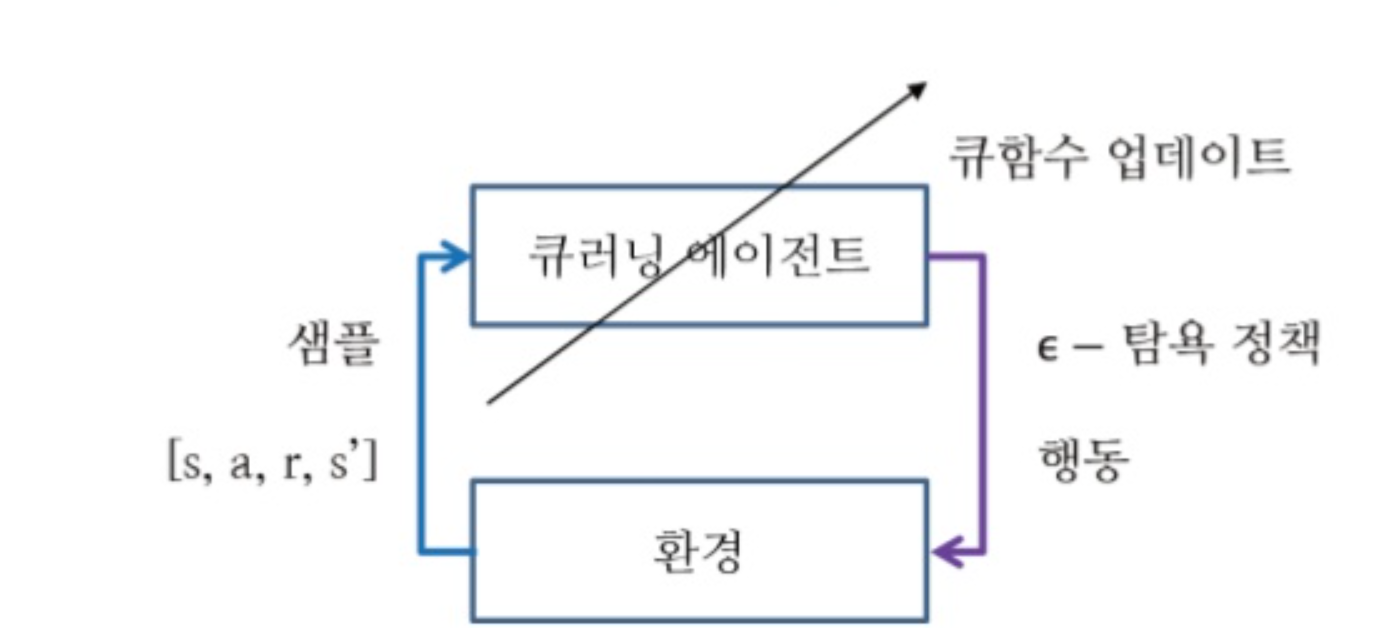 큐함수 업데이트
큐러닝 에이전트
샘플
ϵ – 탐욕 정책
[s, a, r, s’]
행동
환경